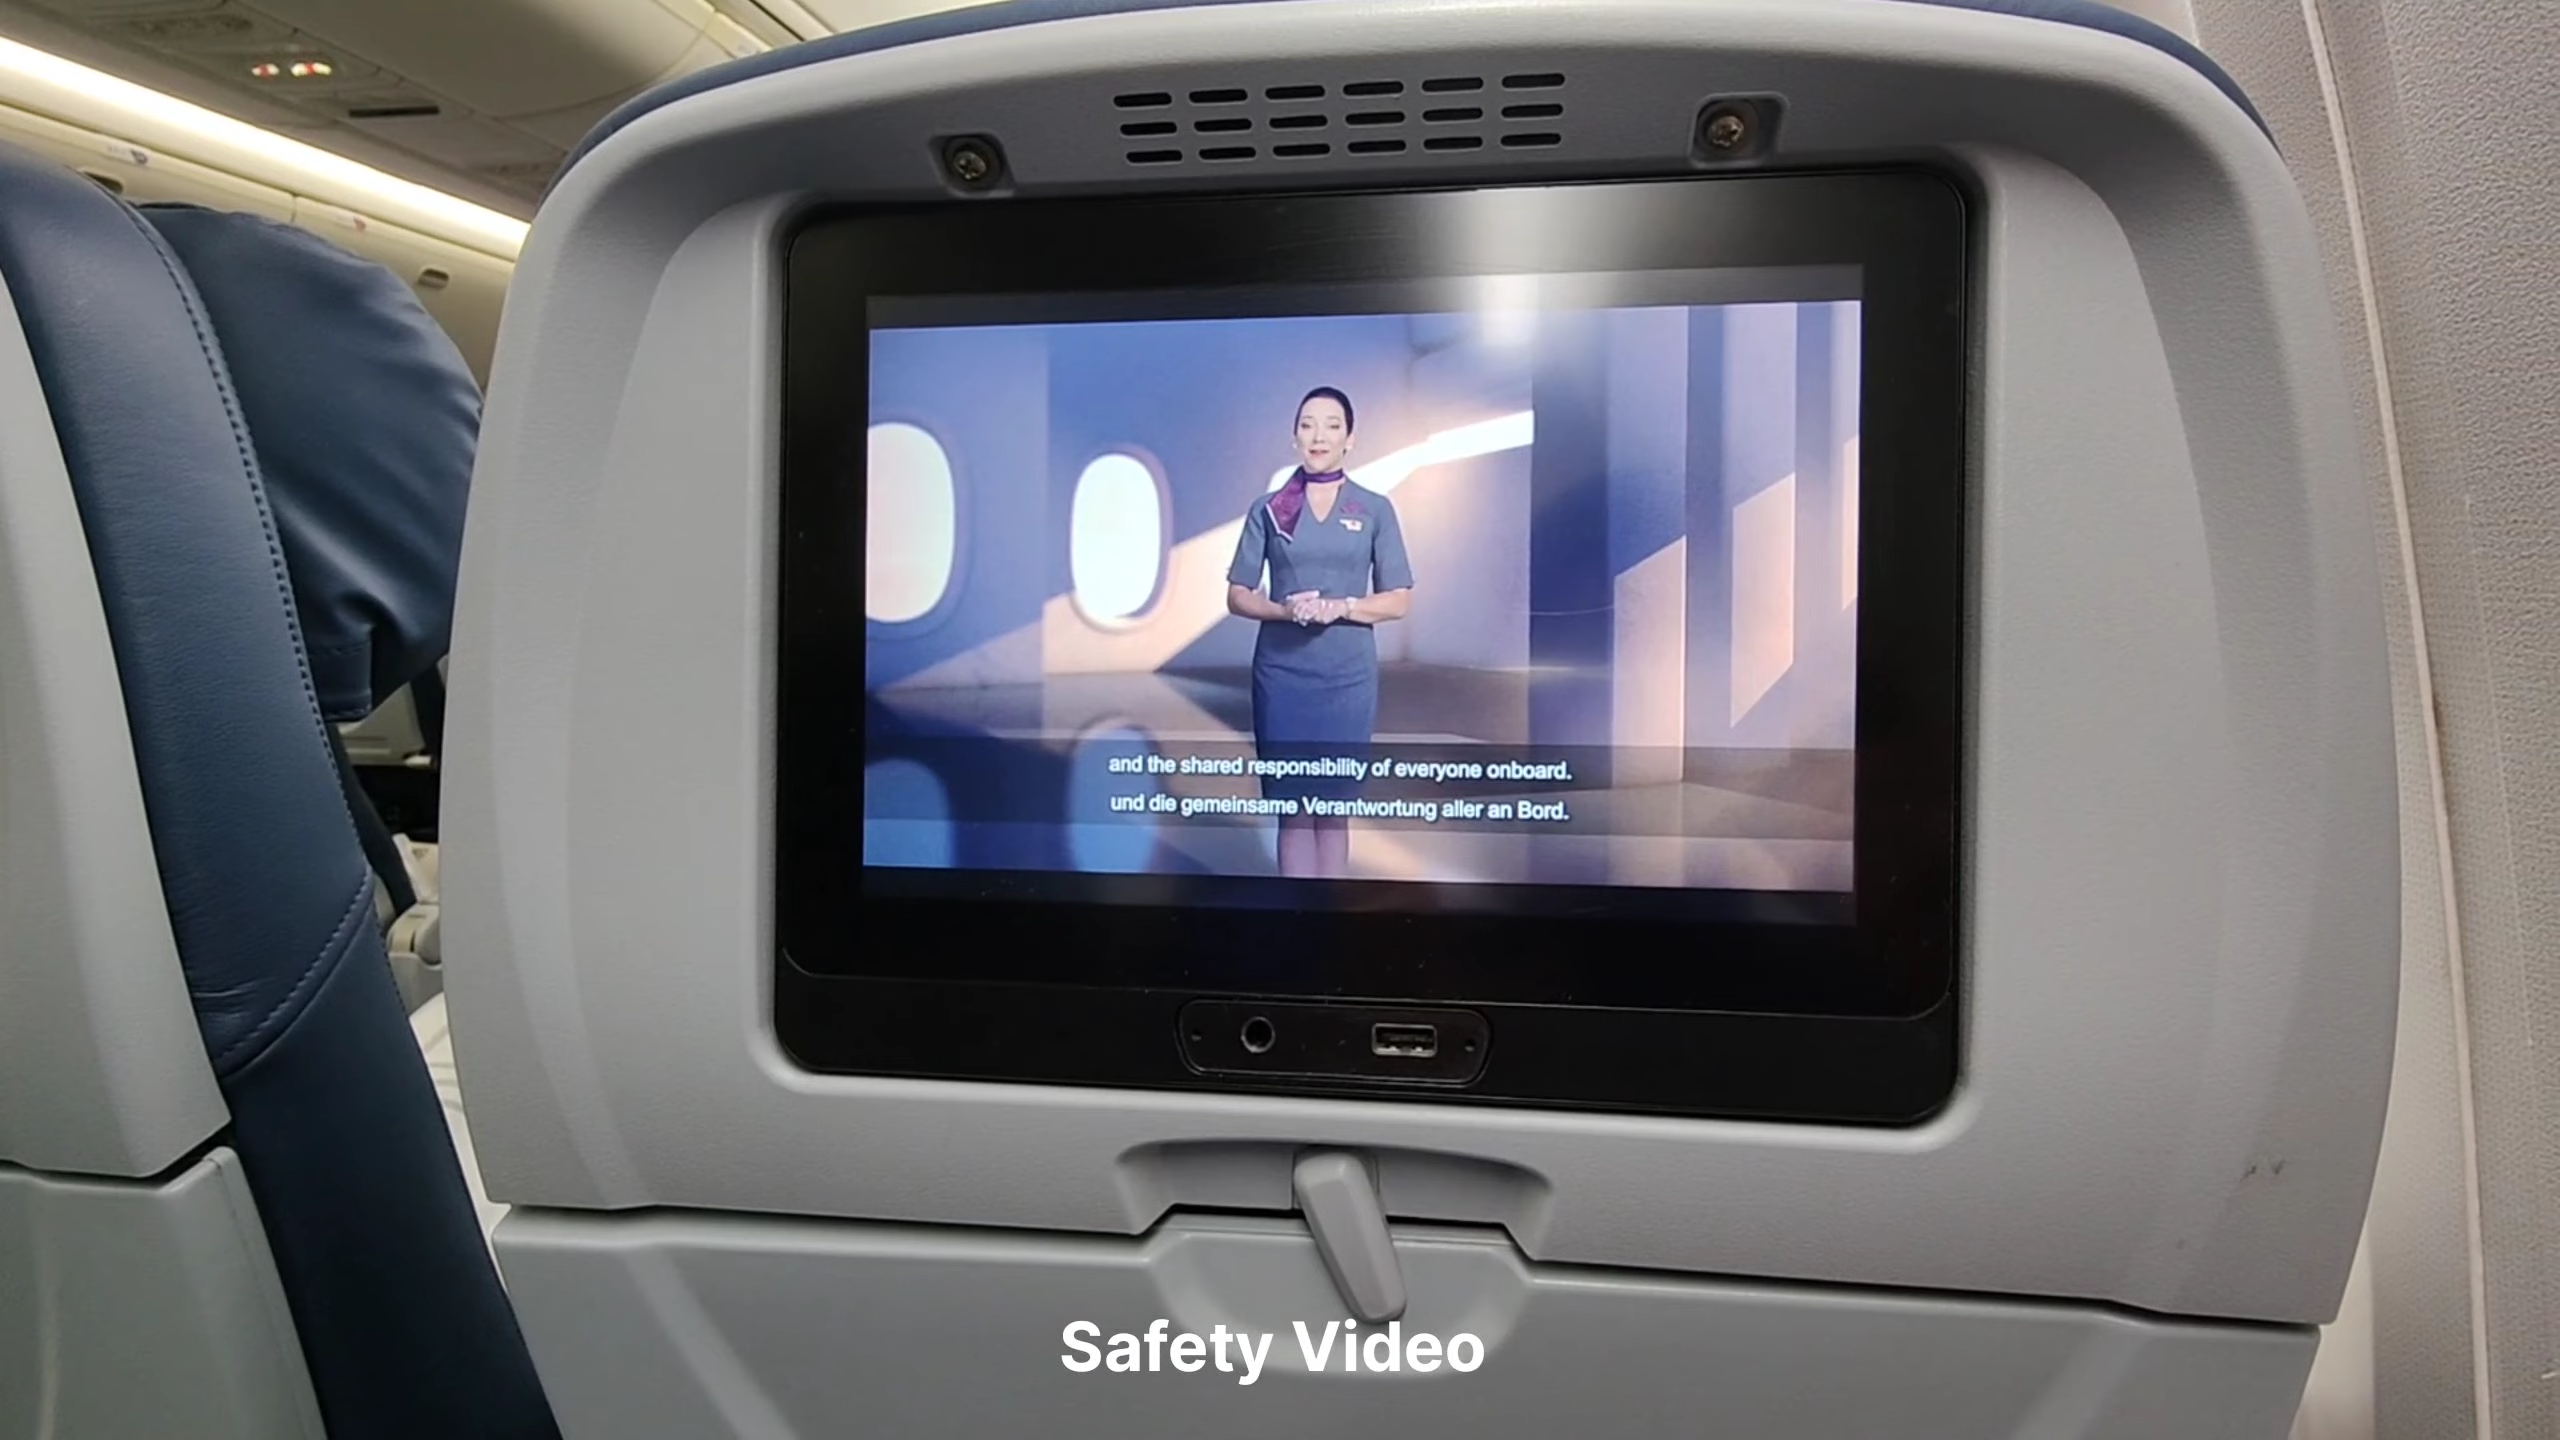 and the shared responsibility of everyone onboard.
und die gemeinsame Verantwortung aller an Bord.
Safety Video